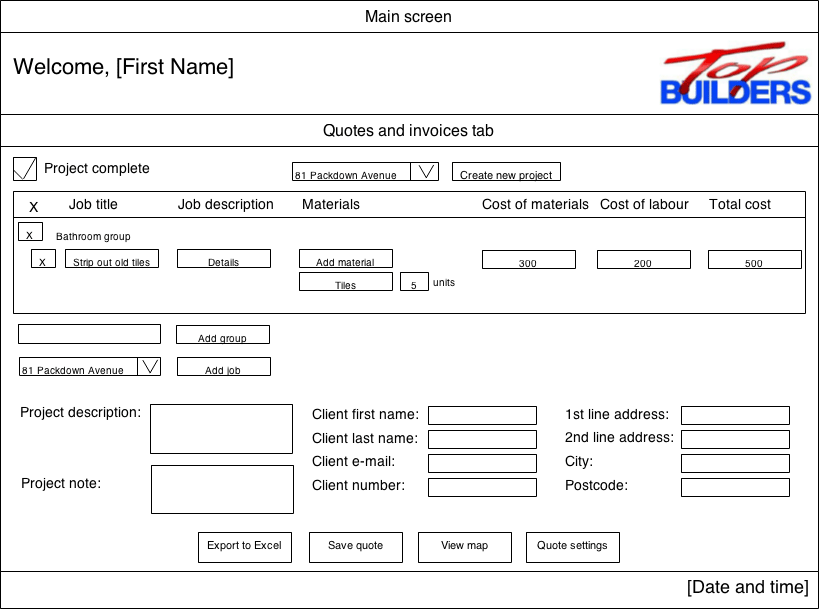 Main screen
Welcome, [First Name]
Top
BUILDERS
Quotes and invoices tab
Project complete
81 Packdown Avenue
Create new project
X Job title Job description Materials Cost of materials Cost of labour Total cost
x Bathroom group
X Strip out old tiles Details Add material 300 200 500
Tiles 5 units
Add group
81 Packdown Avenue Add job
Project description:
Client first name:
1st line address:
Client last name:
2nd line address:
Client e-mail:
City:
Project note:
Client number:
Postcode:
Export to Excel
Save quote
View map
Quote settings
[Date and time]